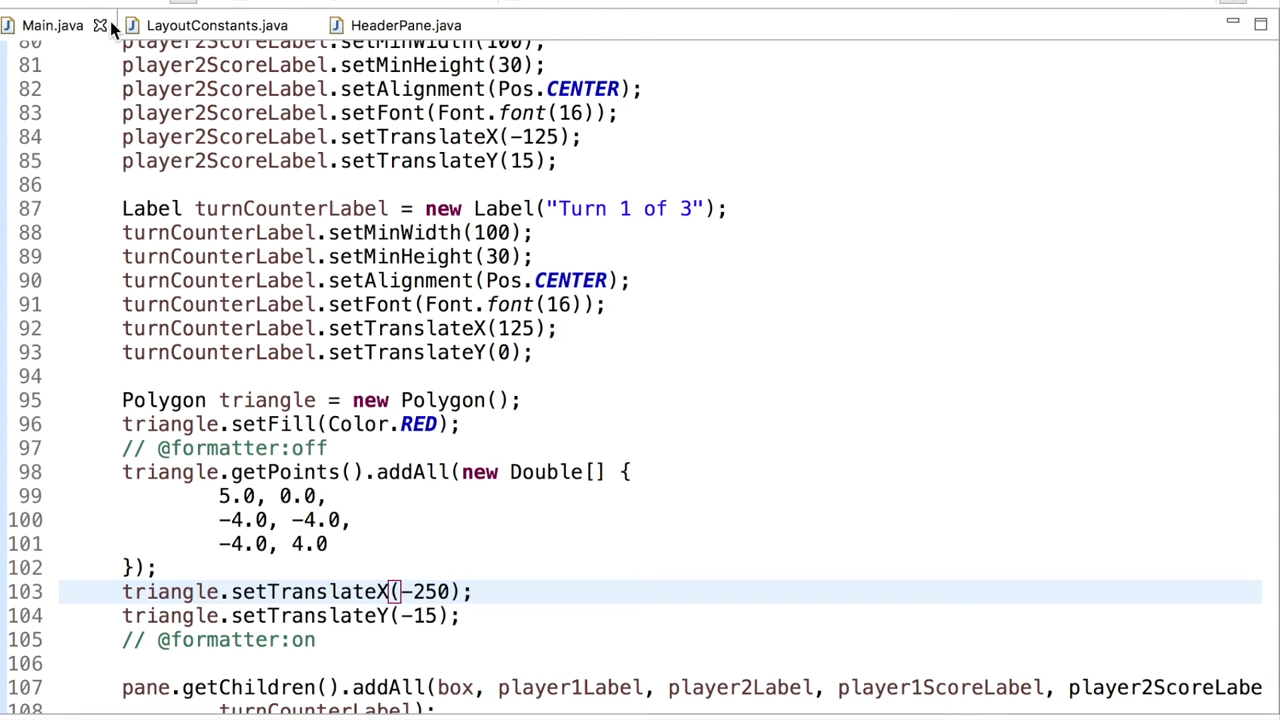 Main.java LayoutConstants.java HeaderPane.java
80 player2ScoreLabel.setMinWidth(100);
81 player2ScoreLabel.setMinHeight(30);
82 player2ScoreLabel.setAlignment(Pos.CENTER);
83 player2ScoreLabel.setFont(Font.font(16));
84 player2ScoreLabel.setTranslateX(-125);
85 player2ScoreLabel.setTranslateY(15);
86
87 Label turnCounterLabel = new Label("Turn 1 of 3");
88 turnCounterLabel.setMinWidth(100);
89 turnCounterLabel.setMinHeight(30);
90 turnCounterLabel.setAlignment(Pos.CENTER);
91 turnCounterLabel.setFont(Font.font(16));
92 turnCounterLabel.setTranslateX(125);
93 turnCounterLabel.setTranslateY(0);
94
95 Polygon triangle = new Polygon();
96 triangle.setFill(Color.RED);
97 // @formatter:off
98 triangle.getPoints().addAll(new Double[] {
99 5.0, 0.0,
100 -4.0, -4.0,
101 -4.0, 4.0
102 });
103 triangle.setTranslateX(-250);
104 triangle.setTranslateY(-15);
105 // @formatter:on
106
107 pane.getChildren().addAll(box, player1Label, player2Label, player1ScoreLabel, player2ScoreLabe
108 turnCounterLabel);